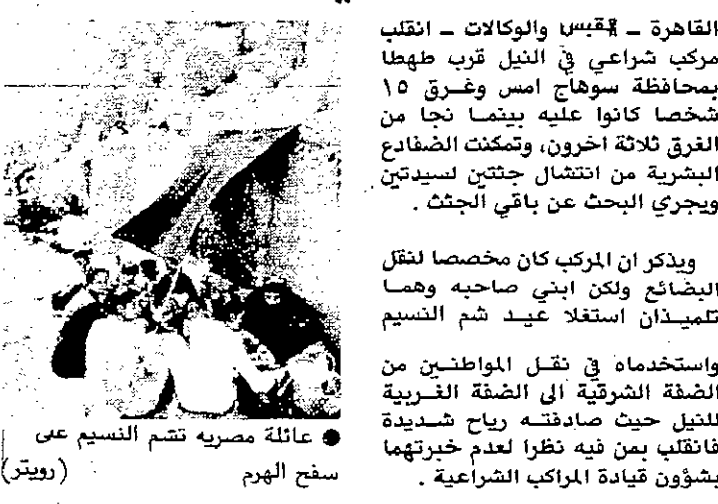 القاهرة _ القبس والوكالات _ انقلب
مركب شراعي في النيل قرب طهطا
بمحافظة سوهاج امس وغرق ١٥
شخصا كانوا عليه بينما نجا من
الغرق ثلاثة اخرون، وتمكنت الضفادع
البشرية من انتشال جثتين لسيدتين
ويجري البحث عن باقي الجثث .
ويذكر ان المركب كان مخصصا لنقل
البضائع ولكن ابني صاحبه وهما
تلميذان استغلا عيد شم النسيم
واستخدماه في نقل المواطنين من
الضفة الشرقية الى الضفة الغربية
للنيل حيث صادفته رياح شديدة
فانقلب بمن فيه نظرا لعدم خبرتهما
بشؤون قيادة المراكب الشراعية .
● عائلة مصريه تشم النسيم على
سفح الهرم (رويتر)